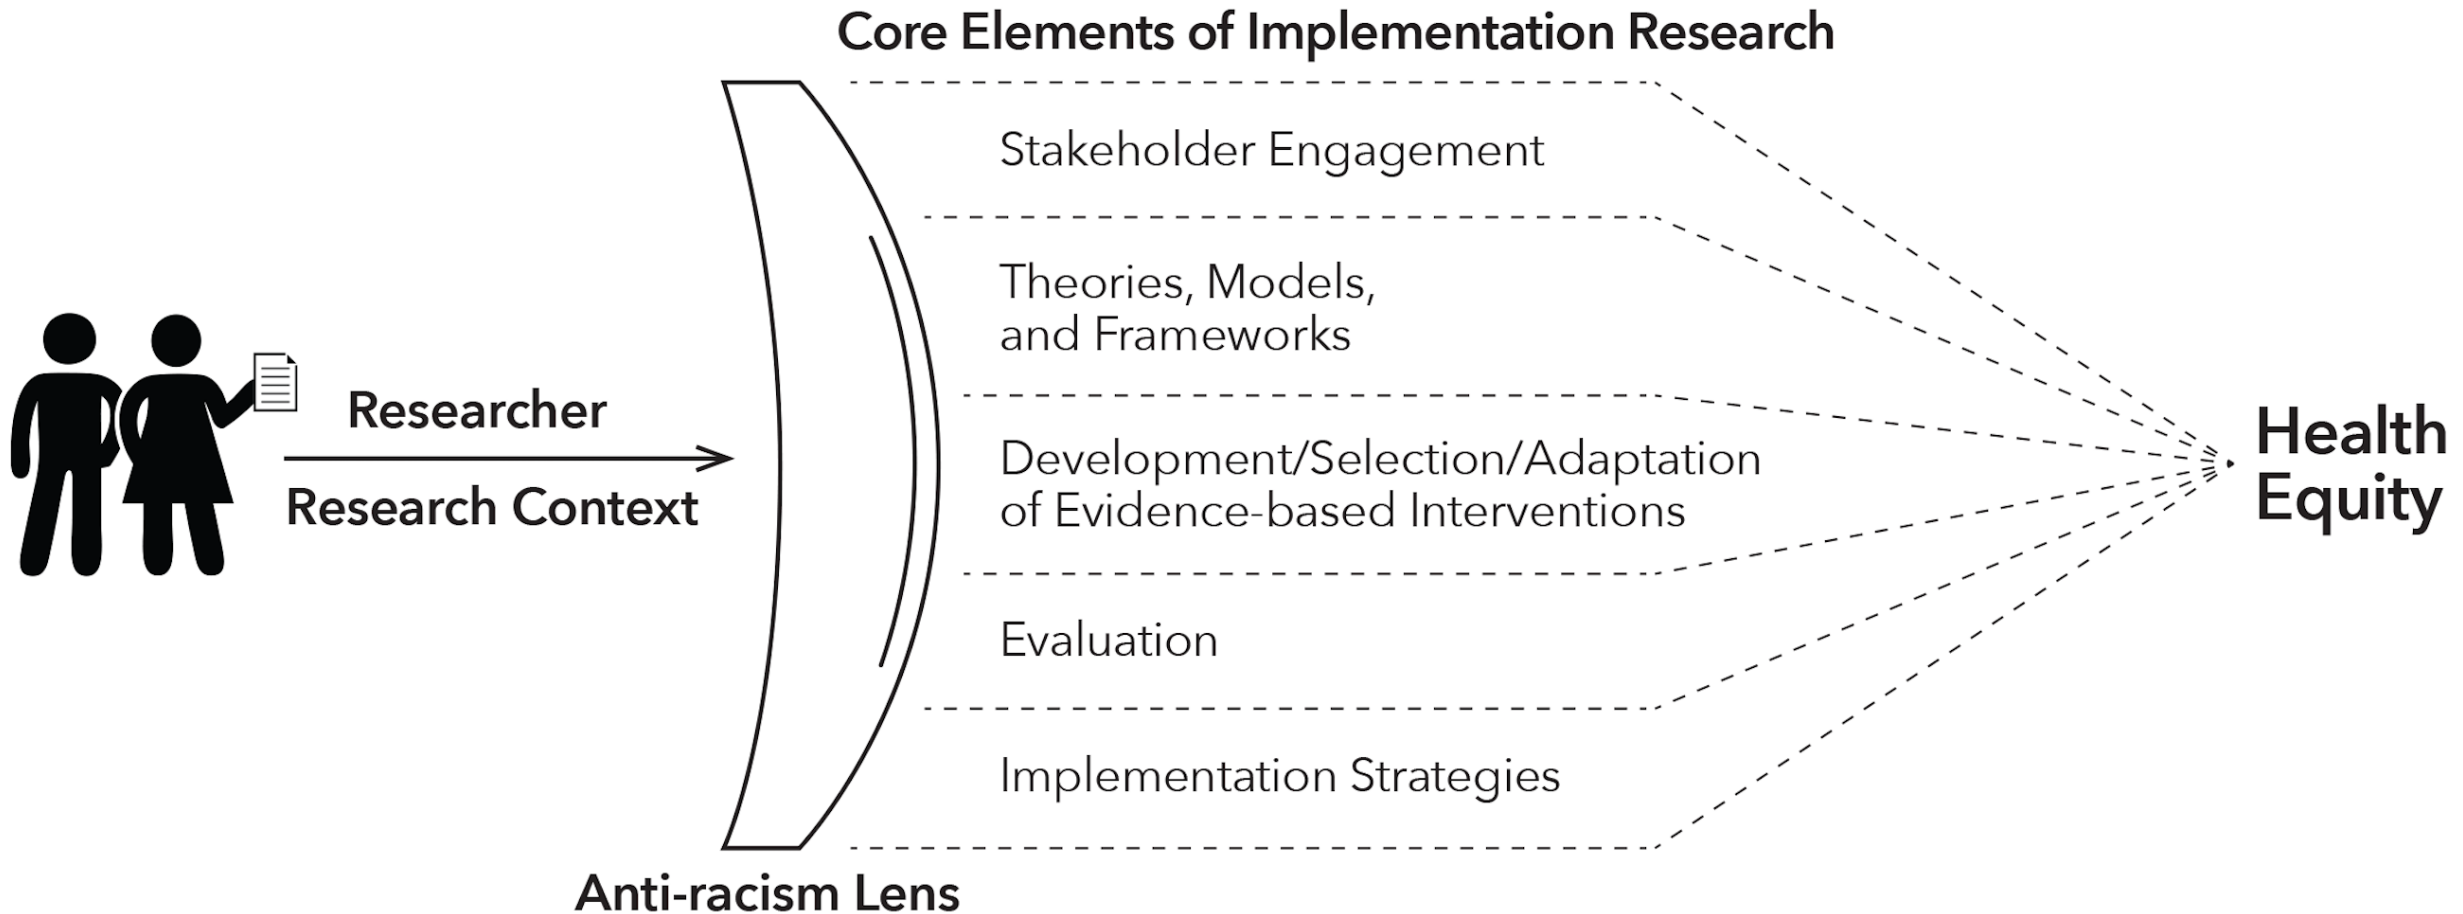 Core Elements of Implementation Research
Stakeholder Engagement
Theories, Models,
and Frameworks
Researcher
Research Context
Development/Selection/Adaptation
of Evidence-based Interventions
Health
Equity
Evaluation
Implementation Strategies
Anti-racism Lens